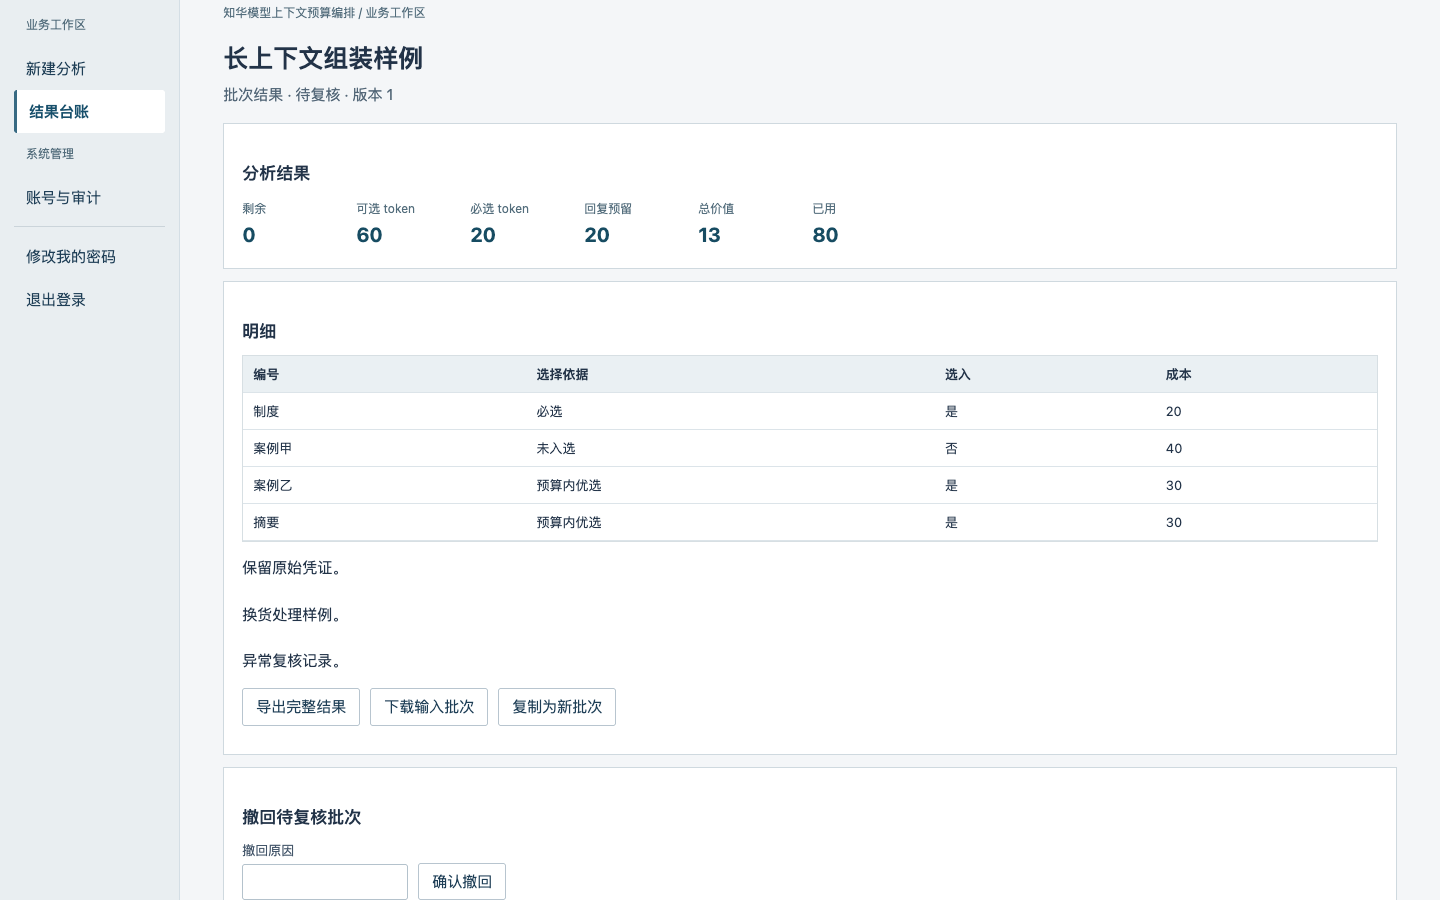 业务工作区
新建分析
结果台账
系统管理
账号与审计
修改我的密码
退出登录
知华模型上下文预算编排 / 业务工作区
长上下文组装样例
批次结果 · 待复核 · 版本 1
分析结果
剩余 可选 token 必选 token 回复预留 总价值 已用
0 60 20 20 13 80
明细
编号 选择依据 选入 成本
制度 必选 是 20
案例甲 未入选 否 40
案例乙 预算内优选 是 30
摘要 预算内优选 是 30
保留原始凭证。
换货处理样例。
异常复核记录。
导出完整结果 下载输入批次 复制为新批次
撤回待复核批次
撤回原因
确认撤回